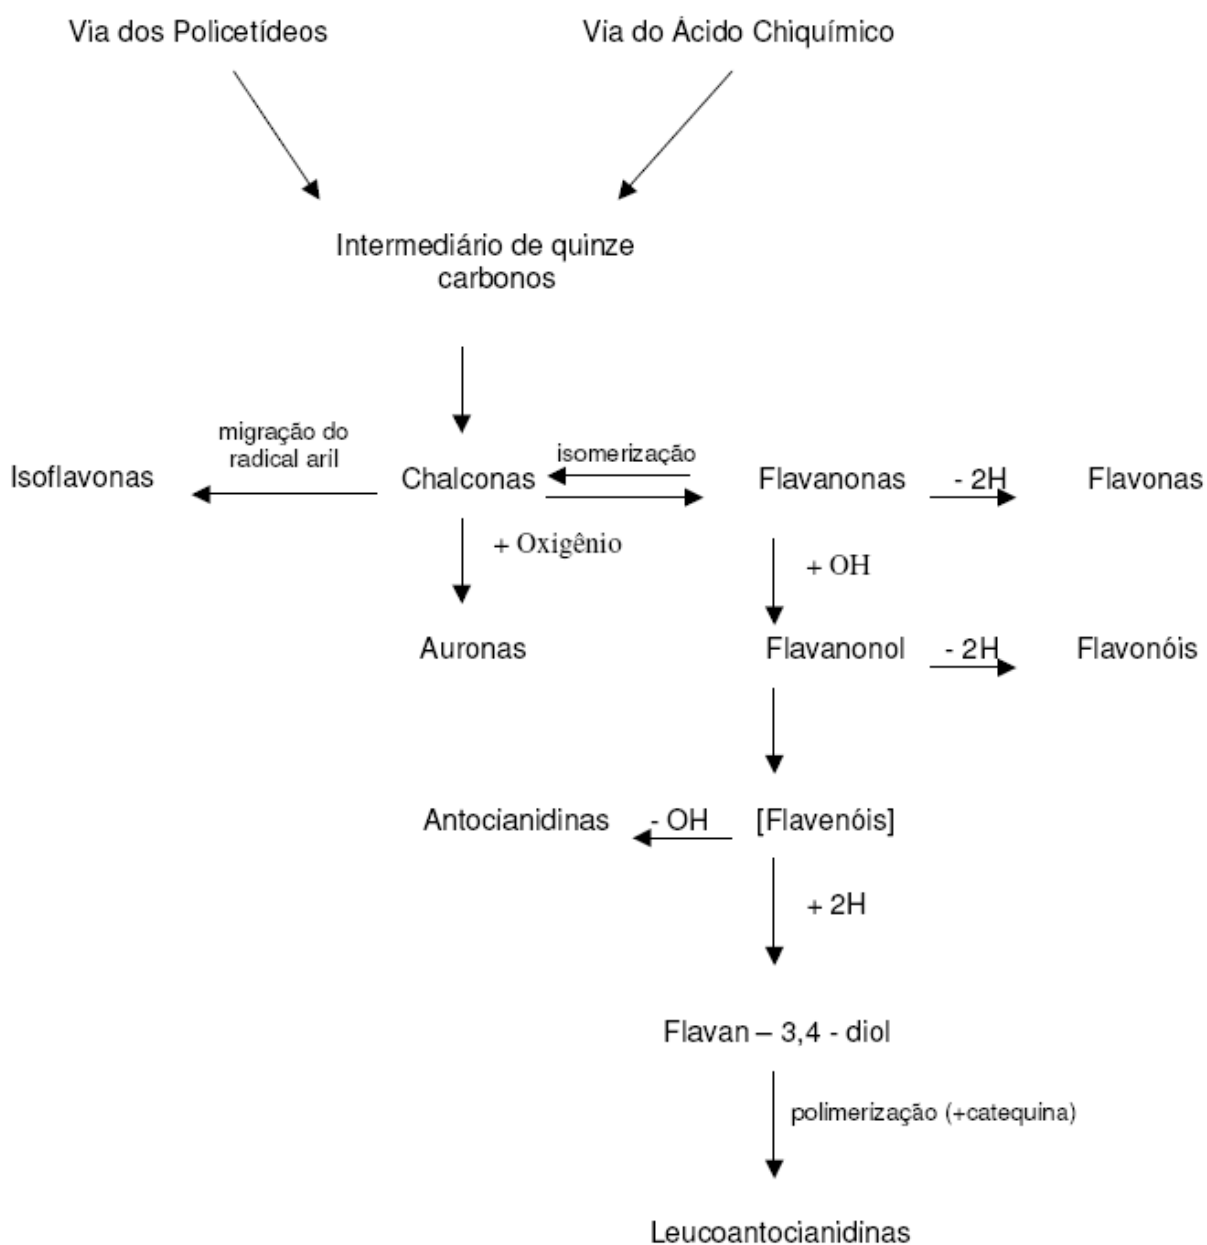 Via dos Policetídeos
Via do Ácido Chiquímico
Intermediário de quinze
carbonos
migração do
radical aril
isomerização
Isoflavonas
Chalconas
Flavanonas
- 2H
Flavonas
+ Oxigênio
+ OH
Auronas
Flavanonol
- 2H
Flavonóis
Antocianidinas
- OH
[Flavenóis]
+ 2H
Flavan – 3,4 - diol
polimerização (+catequina)
Leucoantocianidinas